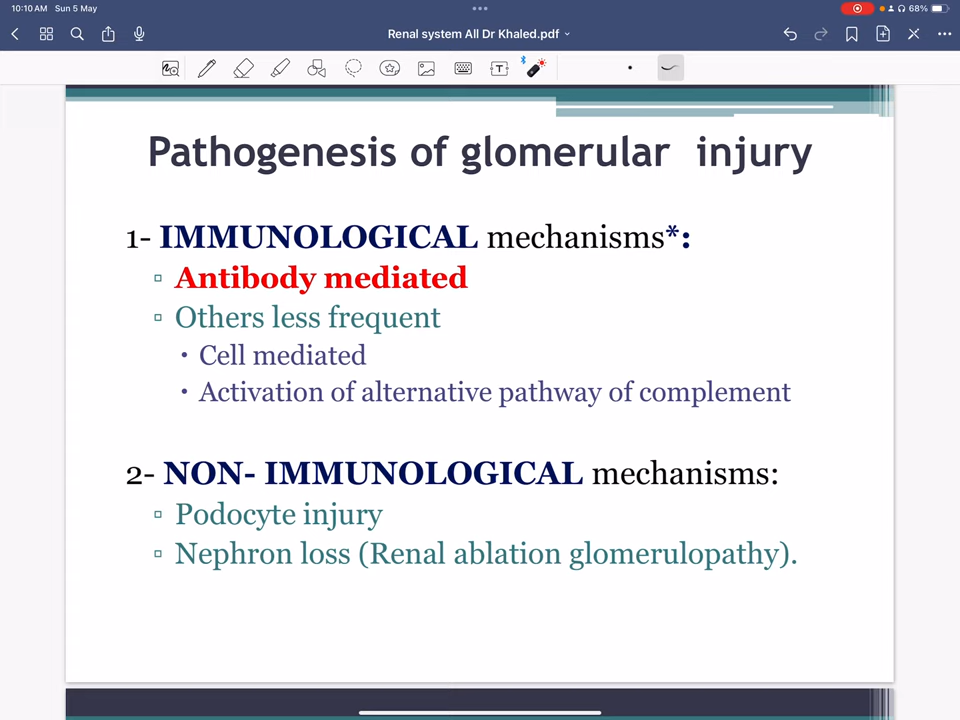 10:10 AM Sun 5 May
68%
Renal system All Dr Khaled.pdf
Pathogenesis of glomerular injury
1- IMMUNOLOGICAL mechanisms*:
▫ Antibody mediated
▫ Others less frequent
• Cell mediated
• Activation of alternative pathway of complement
2- NON- IMMUNOLOGICAL mechanisms:
▫ Podocyte injury
▫ Nephron loss (Renal ablation glomerulopathy).